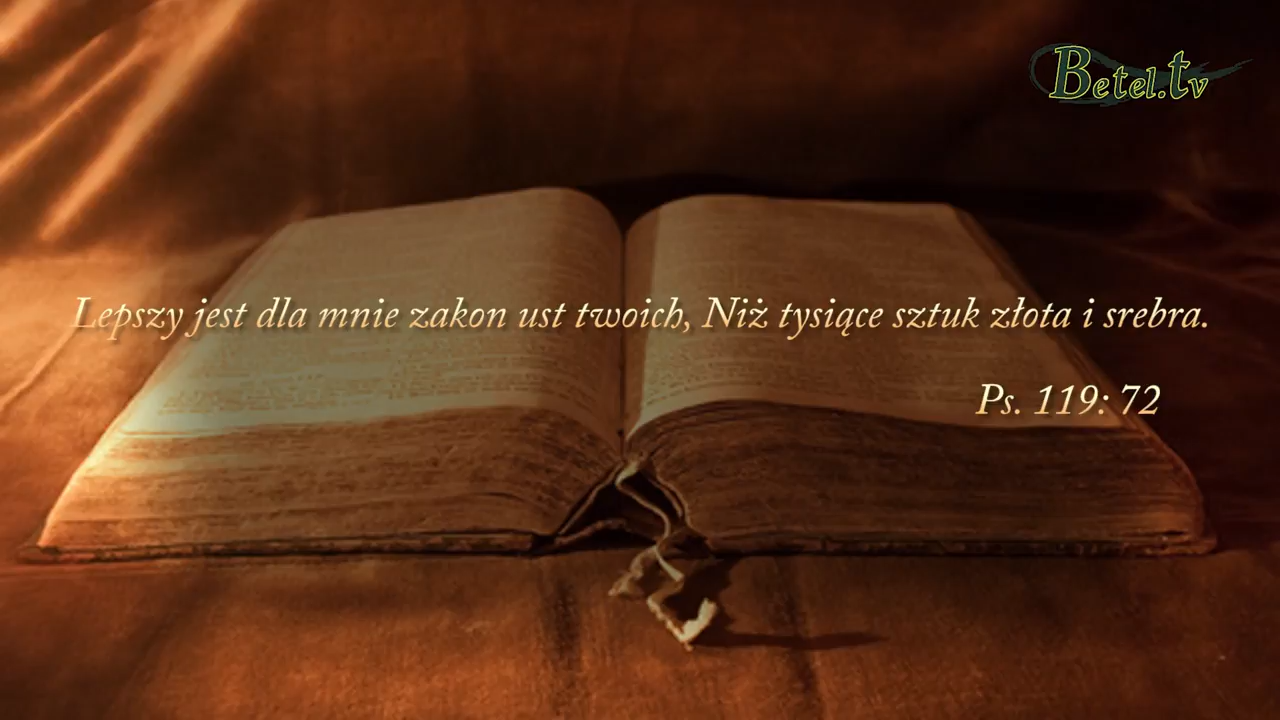 Betel.tv
Lepszy jest dla mnie zakon ust twoich, Niż tysiące sztuk złota i srebra.
Ps. 119: 72